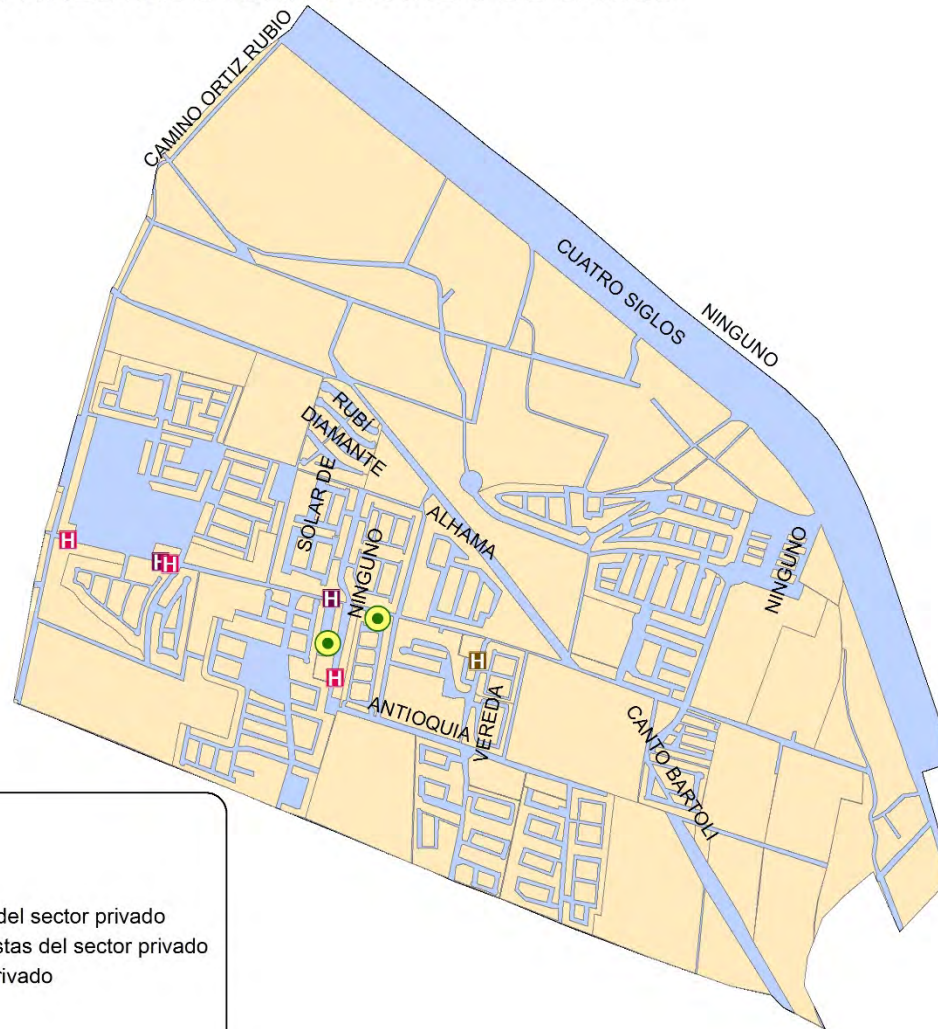 CAMINO ORTIZ RUBIO
CUATRO SIGLOS
NINGUNO
RUBÍ
DIAMANTE
SOLAR DE
NINGUNO
ALHAMA
NINGUNO
H
H
H
H
H
H
ANTIOQUIA
VEREDA
CANTO BARTOLI
del sector privado
stas del sector privado
rivado